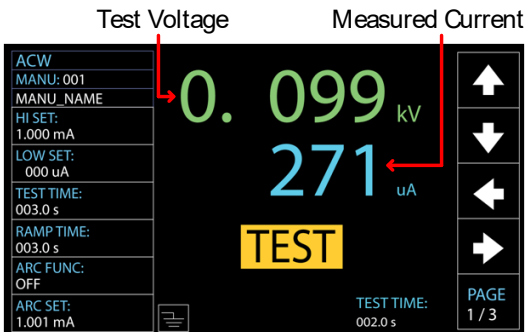 Test Voltage
Measured Current
ACW
MANU: 001
MANU_NAME
HI SET:
1.000 mA
LOW SET:
000 uA
TEST TIME:
003.0 s
RAMP TIME:
003.0 s
ARC FUNC:
OFF
ARC SET:
1.001 mA
0. 099 kV
271 uA
TEST
TEST TIME:
002.0 s
PAGE
1 / 3